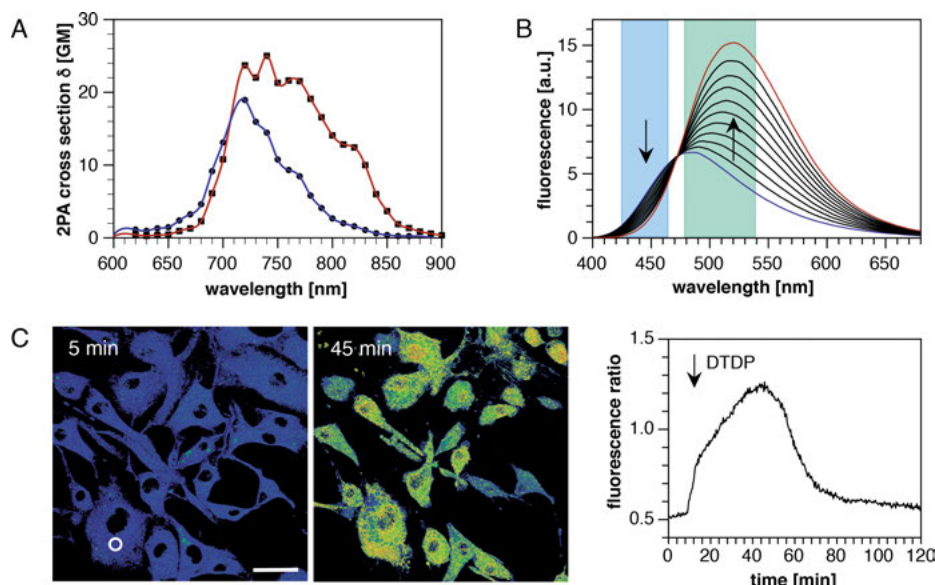 A
2PA cross section δ [GM]
30
20
10
0
600 650 700 750 800 850 900
wavelength [nm]
B
fluorescence [a.u.]
15
10
5
0
400 450 500 550 600 650
wavelength [nm]
C
5 min
45 min
fluorescence ratio
1.5
1.0
0.5
DTDP
0 20 40 60 80 100 120
time [min]